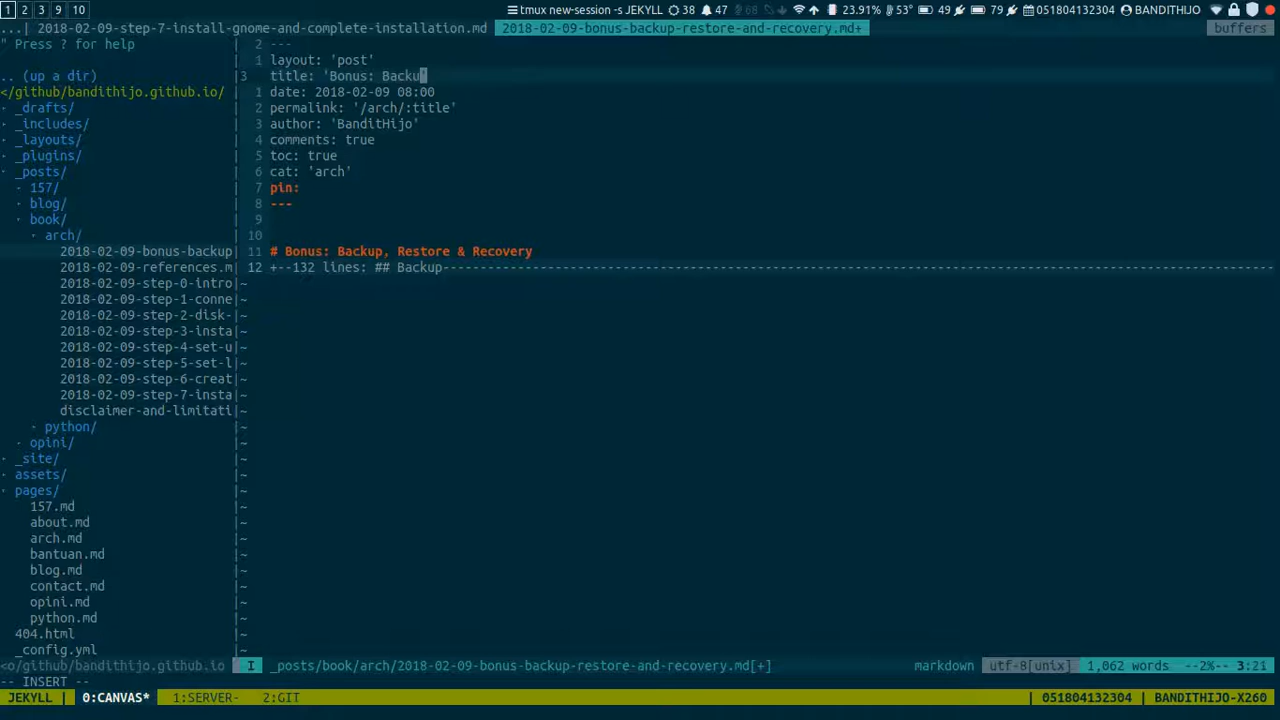 1 2 3 9 10 tmux new-session -s JEKYLL 38 47 08 23.91% 53° 49 79 051804132304 BANDITHIJO
...| 2018-02-09-step-7-install-gnome-and-complete-installation.md 2018-02-09-bonus-backup-restore-and-recovery.md+ buffers
" Press ? for help | 2 ---
| 1 layout: 'post'
.. (up a dir) |3 title: 'Bonus: Backu'
</github/bandithijo.github.io/ | 1 date: 2018-02-09 08:00
· _drafts/ | 2 permalink: '/arch/:title'
· _includes/ | 3 author: 'BanditHijo'
· _layouts/ | 4 comments: true
· _plugins/ | 5 toc: true
· _posts/ | 6 cat: 'arch'
· 157/ | 7 pin:
· blog/ | 8 ---
· book/ | 9
· arch/ | 10
2018-02-09-bonus-backup| 11 # Bonus: Backup, Restore & Recovery
2018-02-09-references.m| 12 +--132 lines: ## Backup---------------------------------------------------------------------------------------------------------------
2018-02-09-step-0-intro|~
2018-02-09-step-1-conne|~
2018-02-09-step-2-disk-|~
2018-02-09-step-3-insta|~
2018-02-09-step-4-set-u|~
2018-02-09-step-5-set-l|~
2018-02-09-step-6-creat|~
2018-02-09-step-7-insta|~
disclaimer-and-limitati|~
· python/ |~
· opini/ |~
· _site/ |~
· assets/ |~
· pages/ |~
157.md |~
about.md |~
arch.md |~
bantuan.md |~
blog.md |~
contact.md |~
opini.md |~
python.md |~
404.html |~
_config.yml |~
<o/github/bandithijo.github.io I _posts/book/arch/2018-02-09-bonus-backup-restore-and-recovery.md[+] markdown utf-8[unix] 1,062 words --2%-- 3:21
-- INSERT --
JEKYLL | 0:CANVAS* 1:SERVER- 2:GIT | 051804132304 | BANDITHIJO-X260